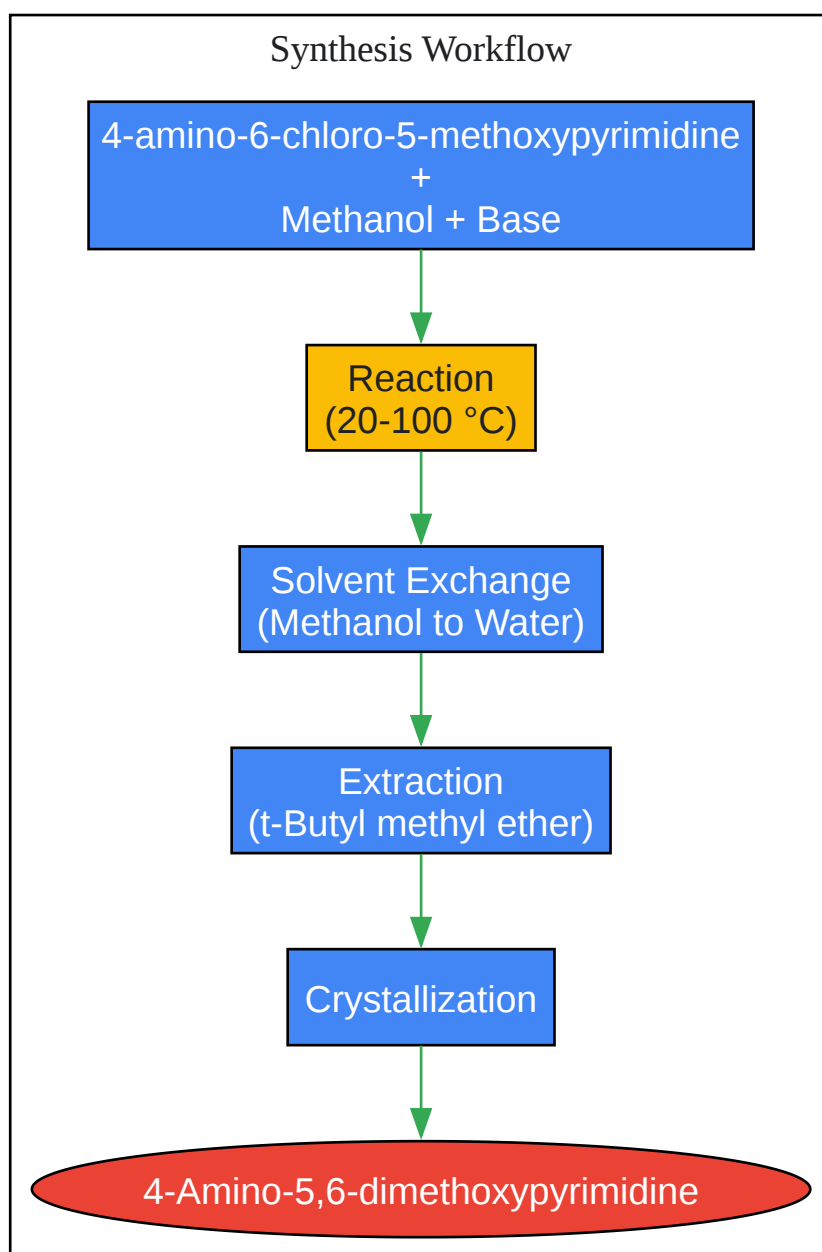 Synthesis Workflow
4-amino-6-chloro-5-methoxypyrimidine
+
Methanol + Base
Reaction
(20-100 °C)
Solvent Exchange
(Methanol to Water)
Extraction
(t-Butyl methyl ether)
Crystallization
4-Amino-5,6-dimethoxypyrimidine